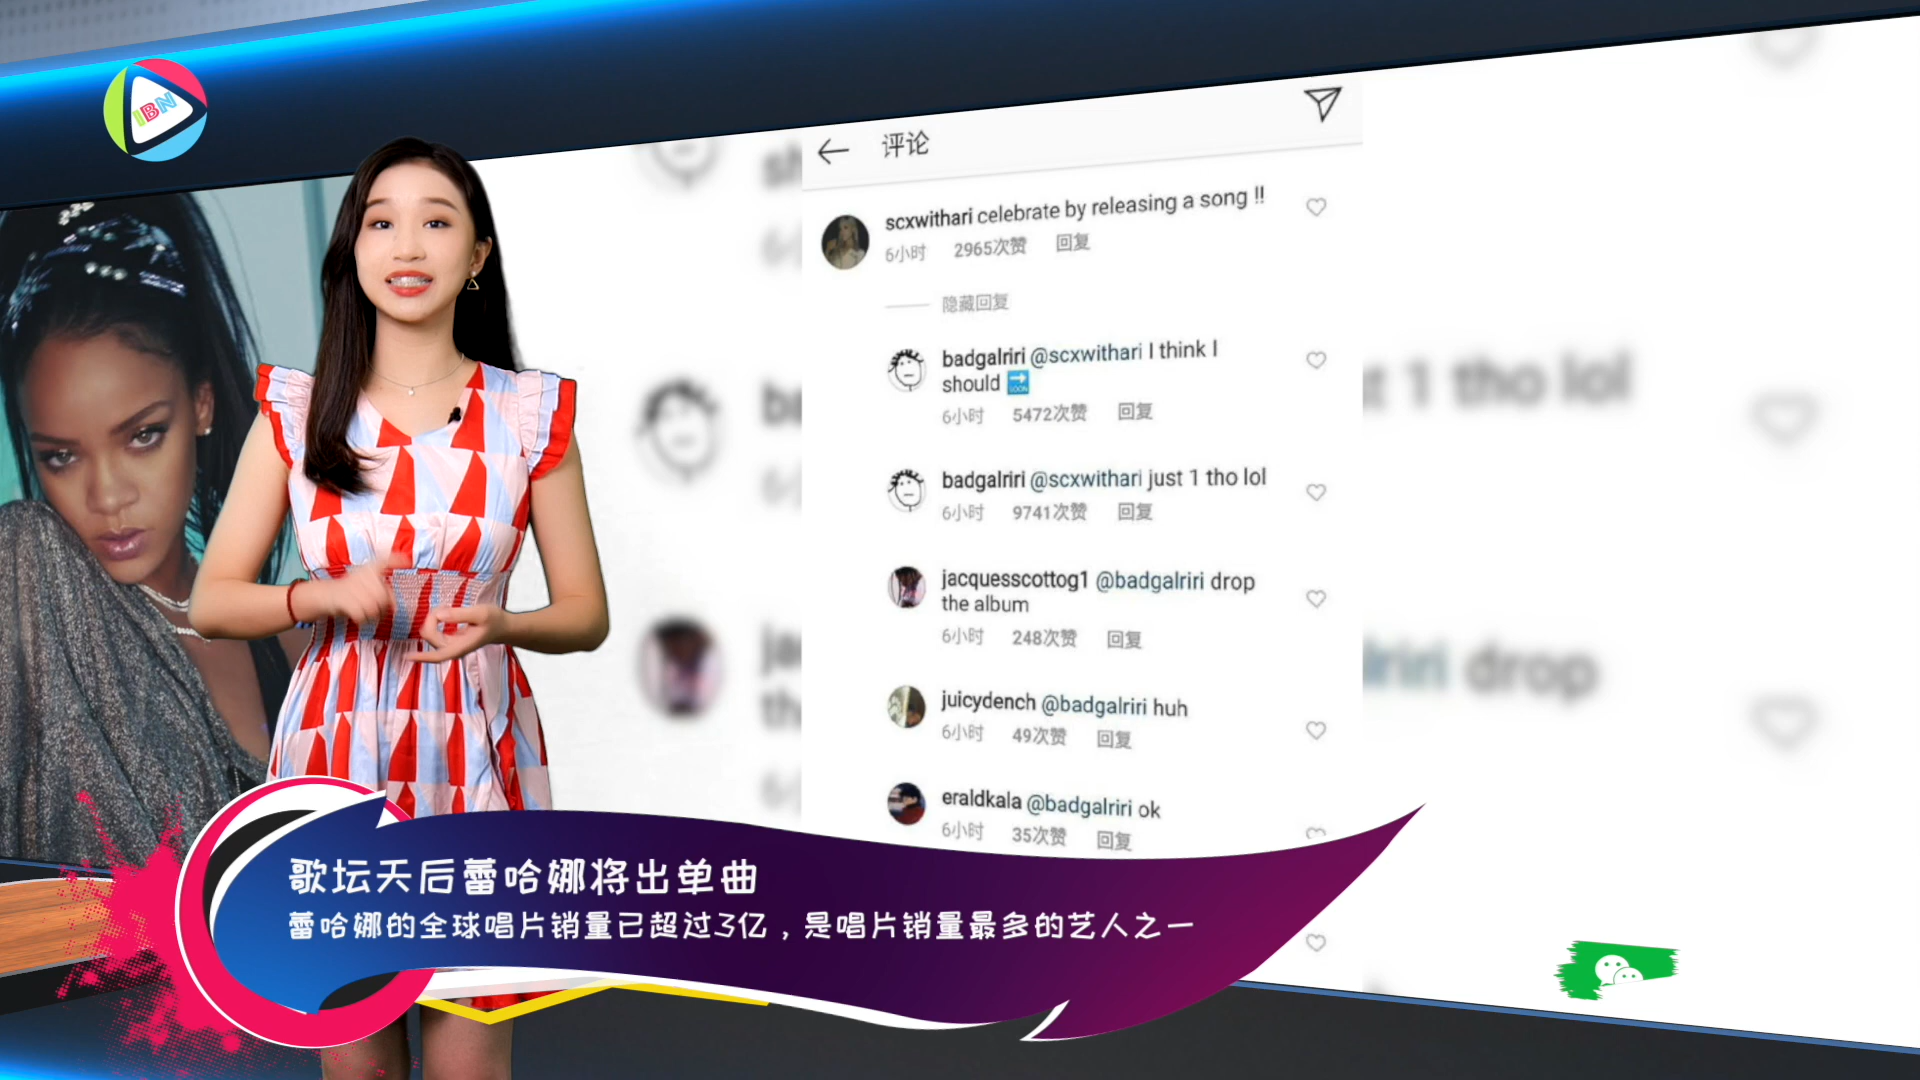 IBN
评论
scxwithari celebrate by releasing a song !!
6小时 2965次赞 回复
隐藏回复
badgalriri @scxwithari I think I
should 🔜
6小时 5472次赞 回复
badgalriri @scxwithari just 1 tho lol
6小时 9741次赞 回复
jacquesscottog1 @badgalriri drop
the album
6小时 248次赞 回复
juicydench @badgalriri huh
6小时 49次赞 回复
eraldkala @badgalriri ok
6小时 35次赞 回复
t 1 tho lol
lriri drop
歌坛天后蕾哈娜将出单曲
蕾哈娜的全球唱片销量已超过3亿，是唱片销量最多的艺人之一